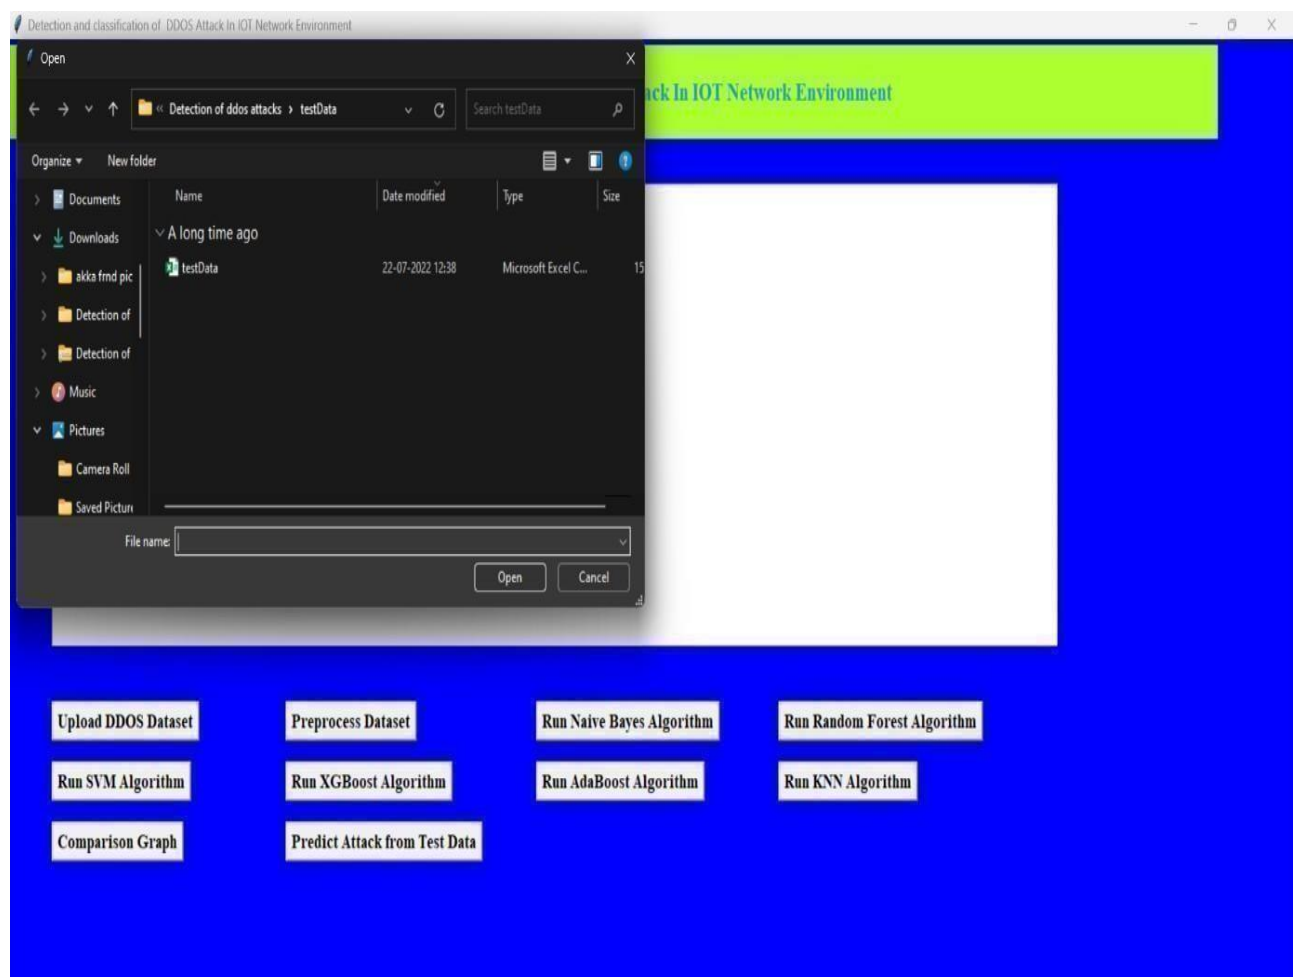 Detection and classification of DDOS Attack In IOT Network Environment
Open
ack In IOT Network Environment
« Detection of ddos attacks › testData
Search testData
Organize
New folder
Name
Date modified
Type
Size
Documents
A long time ago
Downloads
testData
22-07-2022 12:38
Microsoft Excel C...
15
akka frnd pic
Detection of
Detection of
Music
Pictures
Camera Roll
Saved Picture
File name:
Open
Cancel
Upload DDOS Dataset
Preprocess Dataset
Run Naive Bayes Algorithm
Run Random Forest Algorithm
Run SVM Algorithm
Run XGBoost Algorithm
Run AdaBoost Algorithm
Run KNN Algorithm
Comparison Graph
Predict Attack from Test Data